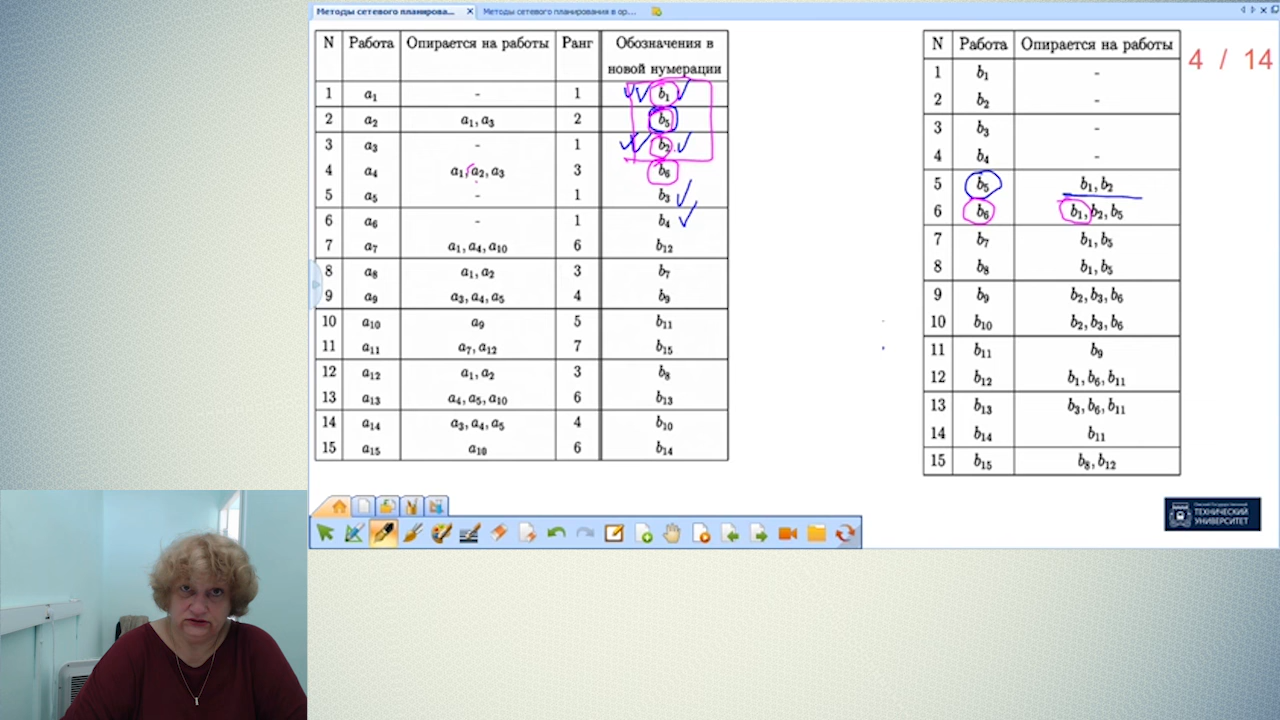 Методы сетевого планирова... Методы сетевого планирования в ор...
4 / 14
N Работа Опирается на работы Ранг Обозначения в новой нумерации
1 a1 - 1 b1
2 a2 a1, a3 2 b5
3 a3 - 1 b2
4 a4 a1, a2, a3 3 b6
5 a5 - 1 b3
6 a6 - 1 b4
7 a7 a1, a4, a10 6 b12
8 a8 a1, a2 3 b7
9 a9 a3, a4, a5 4 b9
10 a10 a9 5 b11
11 a11 a7, a12 7 b15
12 a12 a1, a2 3 b8
13 a13 a4, a5, a10 6 b13
14 a14 a3, a4, a5 4 b10
15 a15 a10 6 b14
N Работа Опирается на работы
1 b1 -
2 b2 -
3 b3 -
4 b4 -
5 b5 b1, b2
6 b6 b1, b2, b5
7 b7 b1, b5
8 b8 b1, b5
9 b9 b2, b3, b6
10 b10 b2, b3, b6
11 b11 b9
12 b12 b1, b6, b11
13 b13 b3, b6, b11
14 b14 b11
15 b15 b8, b12
ТЕХНИЧЕСКИЙ
УНИВЕРСИТЕТ